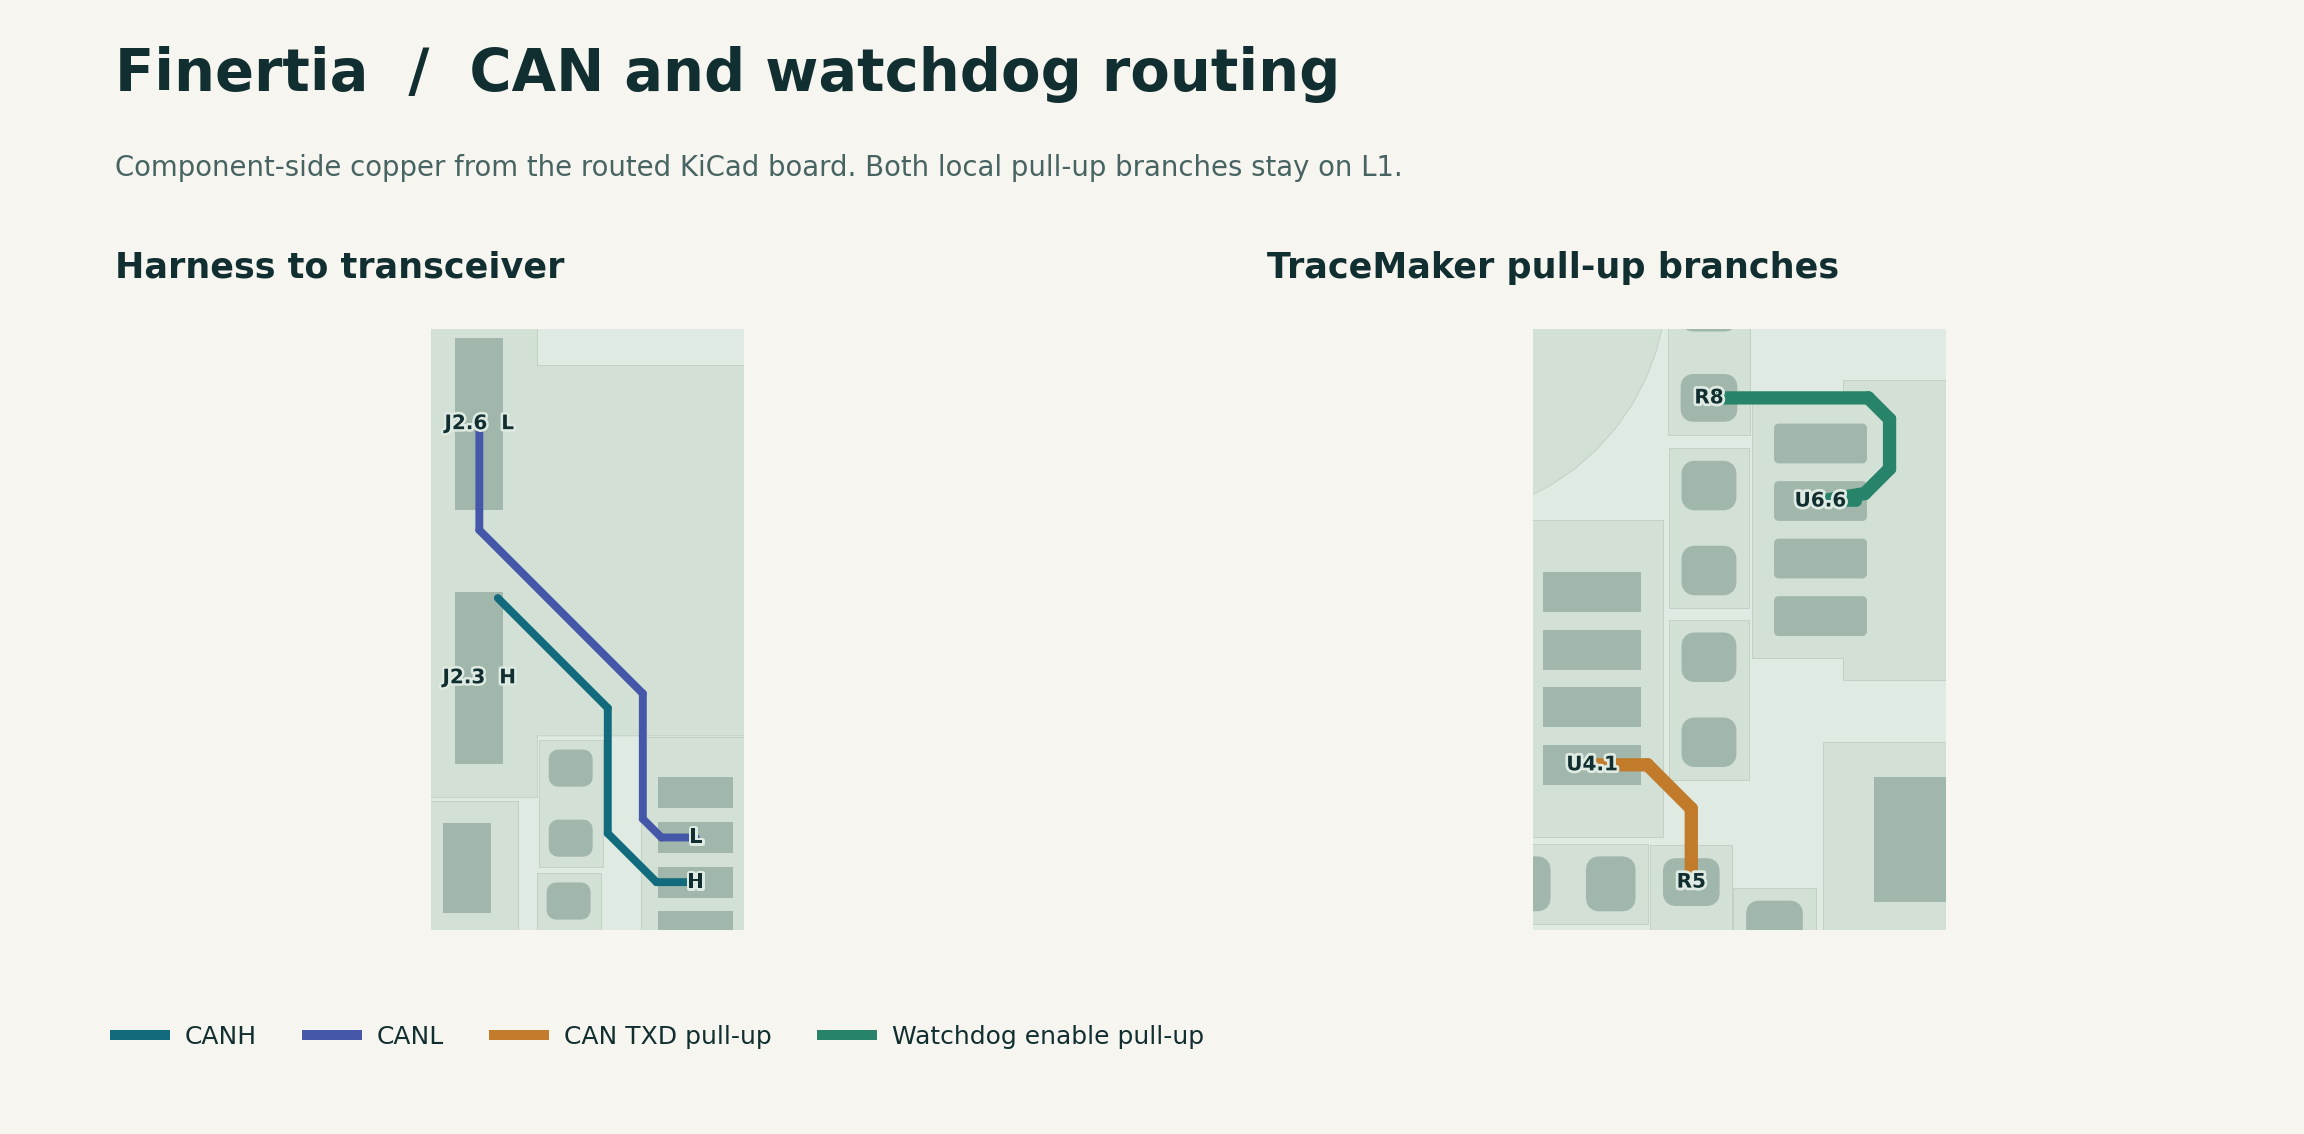 Finertia / CAN and watchdog routing
Component-side copper from the routed KiCad board. Both local pull-up branches stay on L1.
Harness to transceiver
J2.6 L
J2.3 H
L
H
TraceMaker pull-up branches
R8
U6.6
U4.1
R5
CANH
CANL
CAN TXD pull-up
Watchdog enable pull-up